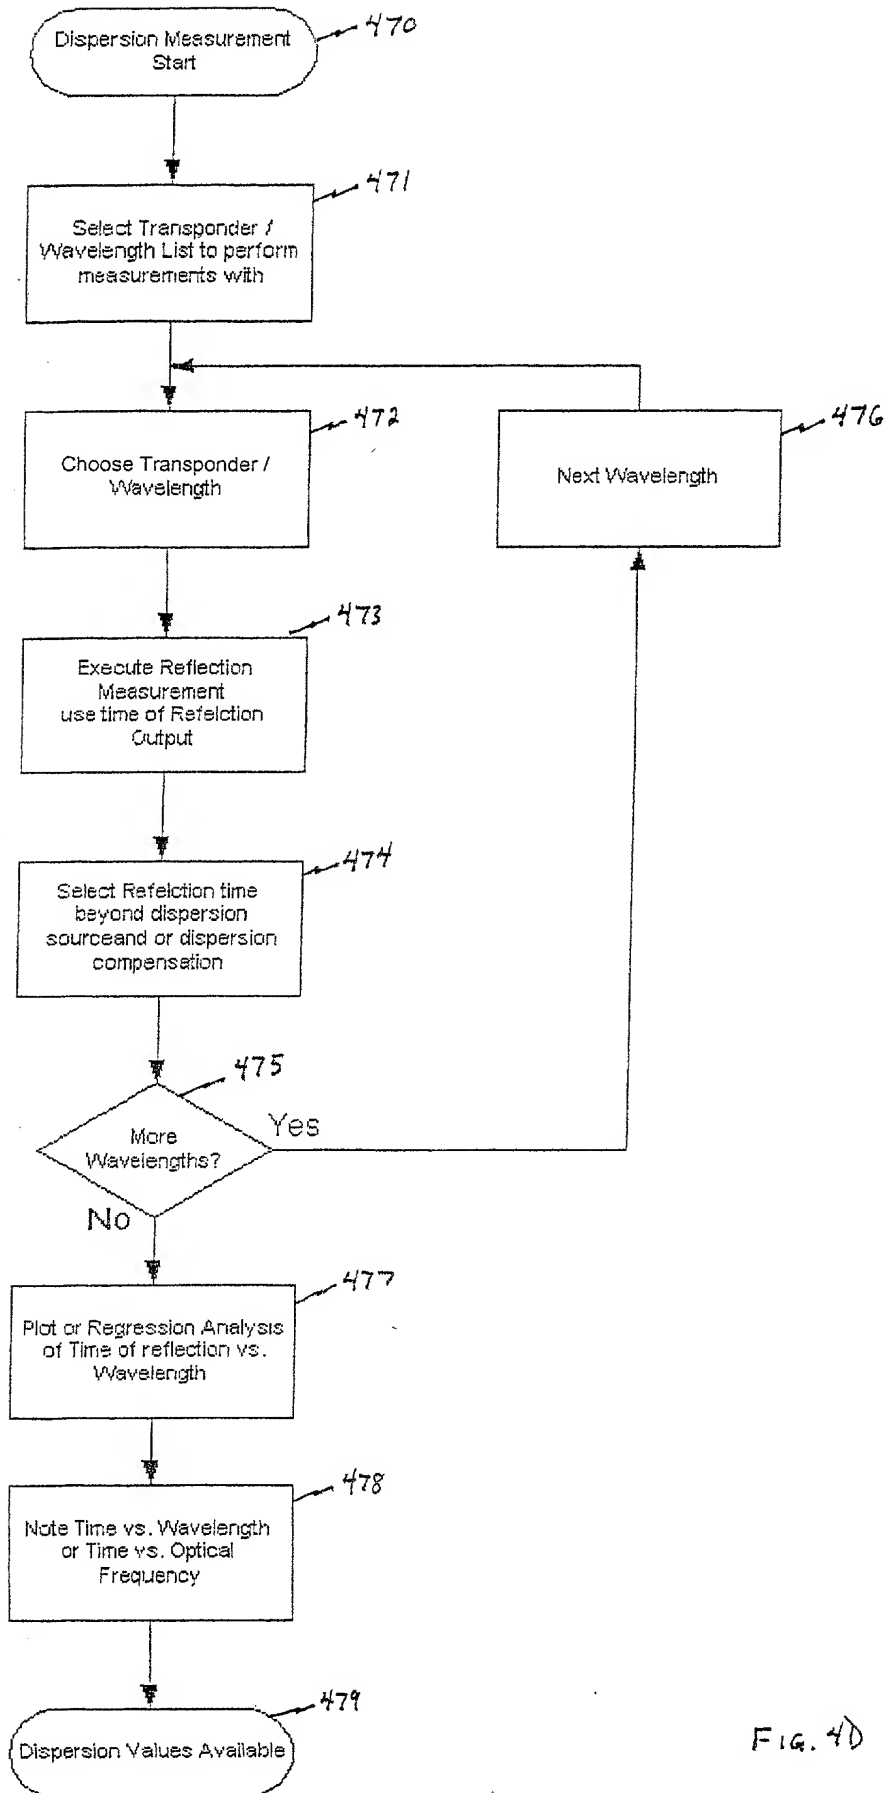 Dispersion Measurement
Start
470
471
Select Transponder /
Wavelength List to perform
measurements with
472
Choose Transponder /
Wavelength
476
Next Wavelength
473
Execute Reflection
Measurement
use time of Refelction
Output
474
Select Refelction time
beyond dispersion
sourceand or dispersion
compensation
475
More
Wavelengths?
Yes
No
477
Plot or Regression Analysis
of Time of reflection vs.
Wavelength
478
Note Time vs. Wavelength
or Time vs. Optical
Frequency
479
Dispersion Values Available
FIG. 4D